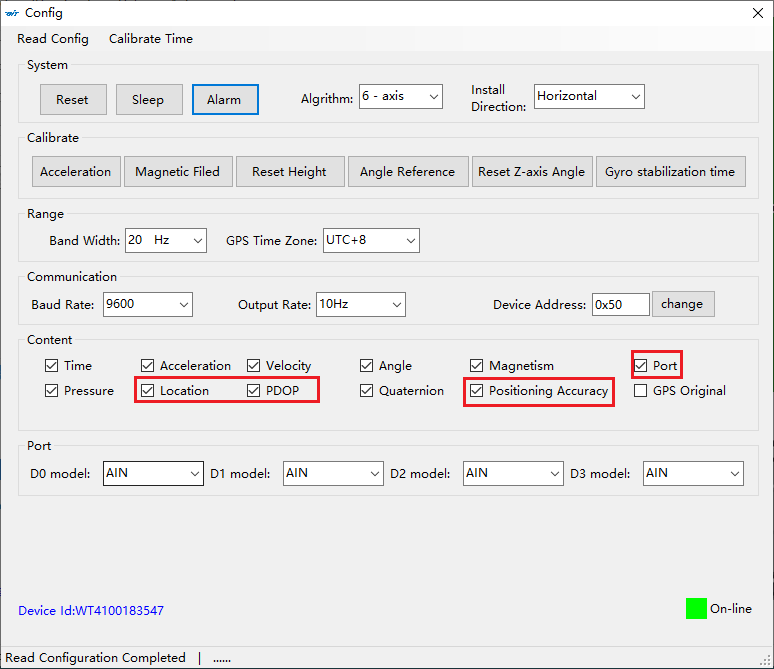 Config
Read Config Calibrate Time
System
Reset Sleep Alarm Algrithm: 6 - axis Install Direction: Horizontal
Calibrate
Acceleration Magnetic Filed Reset Height Angle Reference Reset Z-axis Angle Gyro stabilization time
Range
Band Width: 20 Hz GPS Time Zone: UTC+8
Communication
Baud Rate: 9600 Output Rate: 10Hz Device Address: 0x50 change
Content
Time Acceleration Velocity Angle Magnetism Port
Pressure Location PDOP Quaternion Positioning Accuracy GPS Original
Port
D0 model: AIN D1 model: AIN D2 model: AIN D3 model: AIN
Device Id:WT4100183547 On-line
Read Configuration Completed | ......